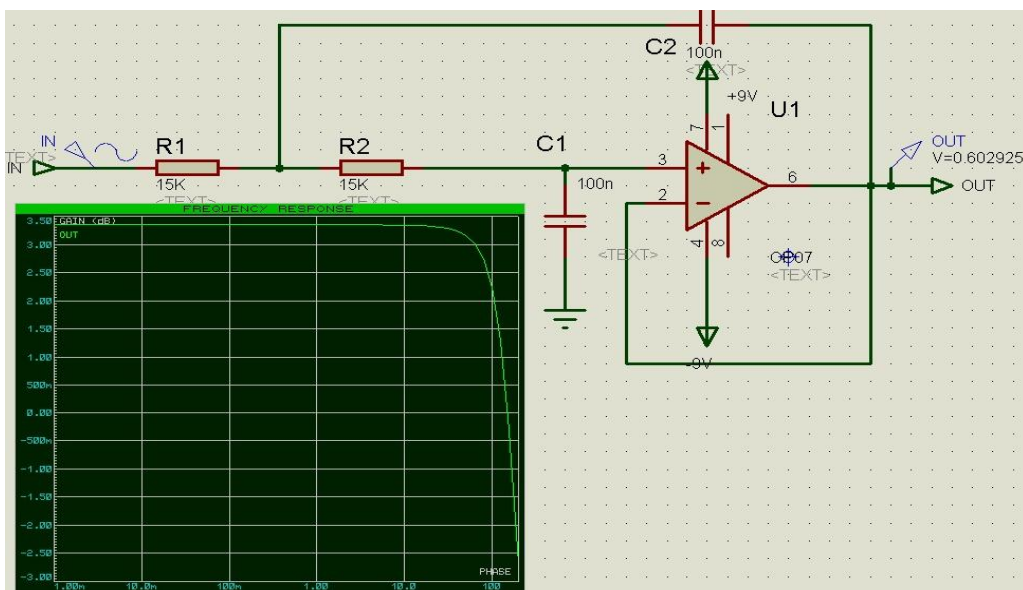 C2
100n
<TEXT>
+9V
U1
7
1
IN
TEXT>
IN
R1
15K
<TEXT>
R2
15K
<TEXT>
C1
100n
<TEXT>
3
2
6
4
8
OUT
V=0.602925
OUT
<TEXT>
-9V
FREQUENCY RESPONSE
GAIN (dB)
OUT
3.50
3.00
2.50
2.00
1.50
1.00
500m
0.00
-500m
-1.00
-1.50
-2.00
-2.50
-3.00
PHASE
1.00m
10.0m
100m
1.00
10.0
100